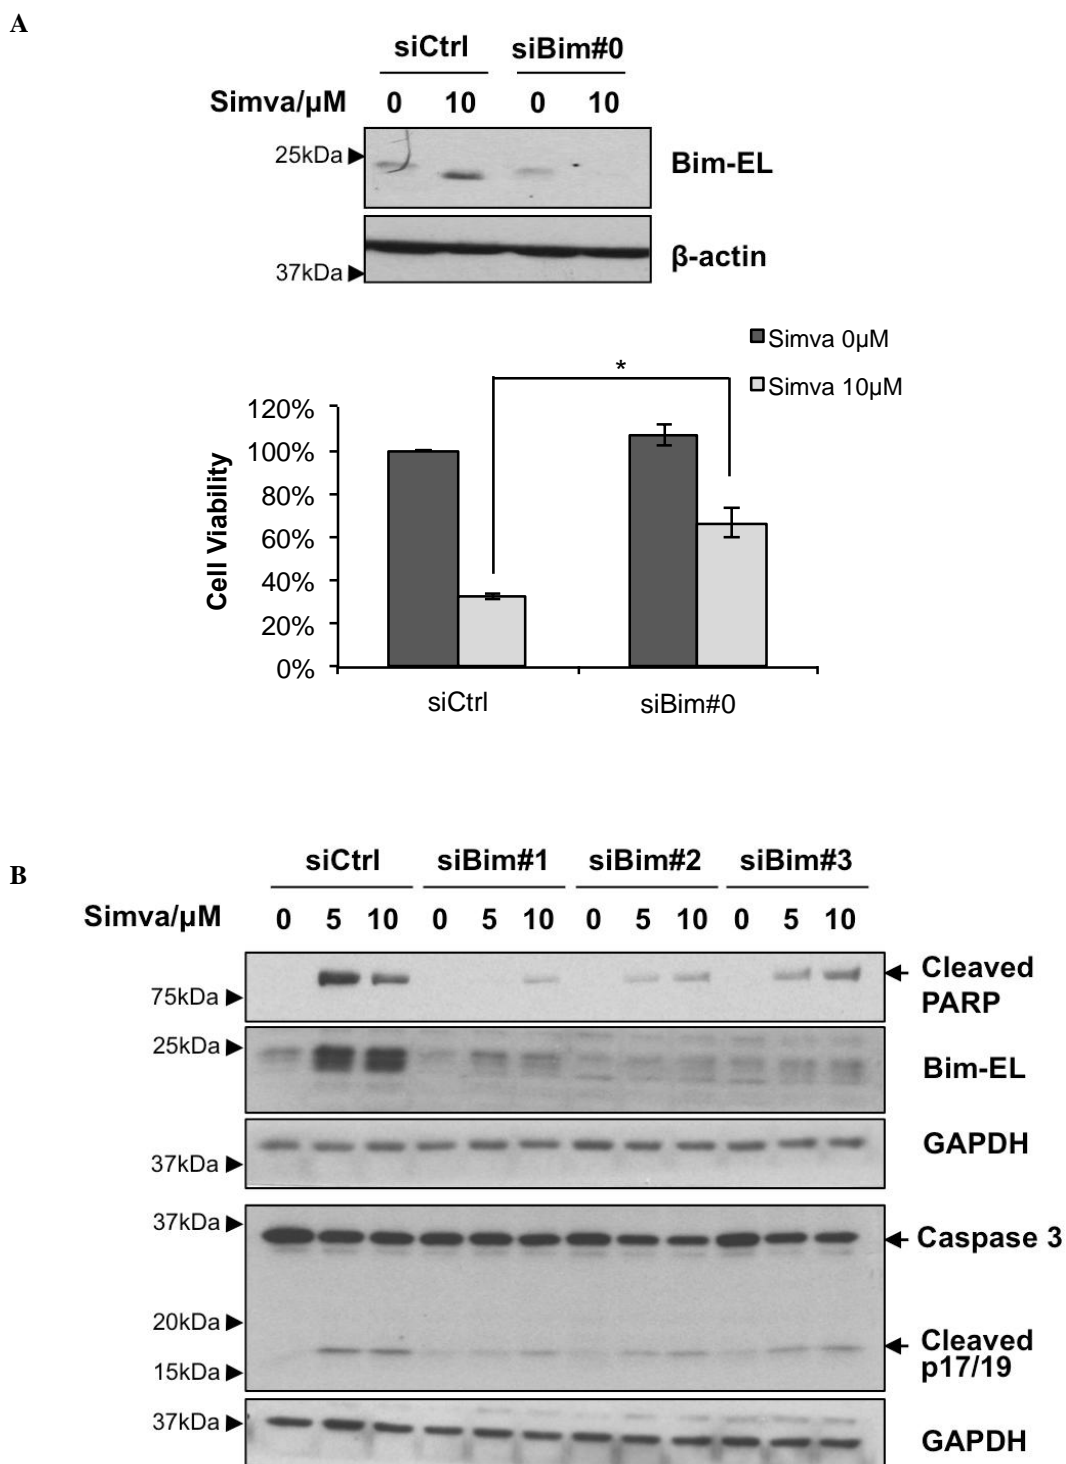 A
siCtrl siBim#0
Simva/µM 0 10 0 10
25kDa
Bim-EL
β-actin
37kDa
Simva 0µM
*
Simva 10µM
120%
100%
80%
60%
40%
20%
0%
Cell Viability
siCtrl siBim#0
B
siCtrl siBim#1 siBim#2 siBim#3
Simva/µM 0 5 10 0 5 10 0 5 10 0 5 10
Cleaved
PARP
75kDa
25kDa
Bim-EL
GAPDH
37kDa
37kDa
Caspase 3
20kDa
Cleaved
p17/19
15kDa
37kDa
GAPDH